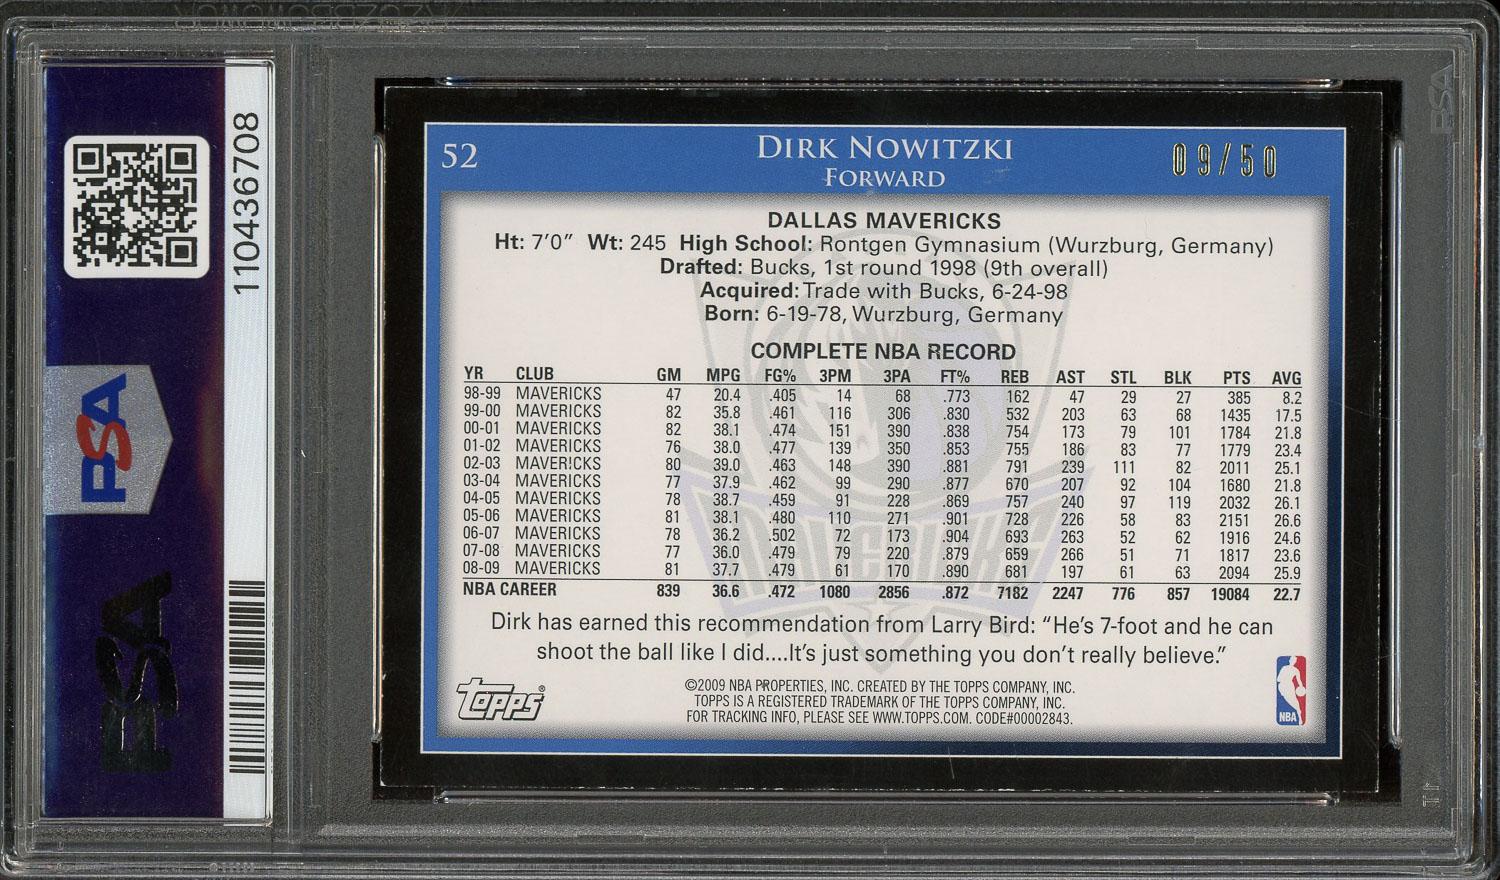 110436708
PSA
PSA
PSA
52
DIRK NOWITZKI
FORWARD
09/50
DALLAS MAVERICKS
Ht: 7'0" Wt: 245 High School: Rontgen Gymnasium (Wurzburg, Germany)
Drafted: Bucks, 1st round 1998 (9th overall)
Acquired: Trade with Bucks, 6-24-98
Born: 6-19-78, Wurzburg, Germany
COMPLETE NBA RECORD
YR CLUB GM MPG FG% 3PM 3PA FT% REB AST STL BLK PTS AVG
98-99 MAVERICKS 47 20.4 .405 14 68 .773 162 47 29 27 385 8.2
99-00 MAVERICKS 82 35.8 .461 116 306 .830 532 203 63 68 1435 17.5
00-01 MAVERICKS 82 38.1 .474 151 390 .838 754 173 79 101 1784 21.8
01-02 MAVERICKS 76 38.0 .477 139 350 .853 755 186 83 77 1779 23.4
02-03 MAVERICKS 80 39.0 .463 148 390 .881 791 239 111 82 2011 25.1
03-04 MAVERICKS 77 37.9 .462 99 290 .877 670 207 92 104 1680 21.8
04-05 MAVERICKS 78 38.7 .459 91 228 .869 757 240 97 119 2032 26.1
05-06 MAVERICKS 81 38.1 .480 110 271 .901 728 226 58 83 2151 26.6
06-07 MAVERICKS 78 36.2 .502 72 173 .904 693 263 52 62 1916 24.6
07-08 MAVERICKS 77 36.0 .479 79 220 .879 659 266 51 71 1817 23.6
08-09 MAVERICKS 81 37.7 .479 61 170 .890 681 197 61 63 2094 25.9
NBA CAREER 839 36.6 .472 1080 2856 .872 7182 2247 776 857 19084 22.7
MAVERICKS
Dirk has earned this recommendation from Larry Bird: “He's 7-foot and he can
shoot the ball like I did....It's just something you don't really believe.”
Topps®
©2009 NBA PROPERTIES, INC. CREATED BY THE TOPPS COMPANY, INC.
TOPPS IS A REGISTERED TRADEMARK OF THE TOPPS COMPANY, INC.
FOR TRACKING INFO, PLEASE SEE WWW.TOPPS.COM. CODE#00002843.
NBA